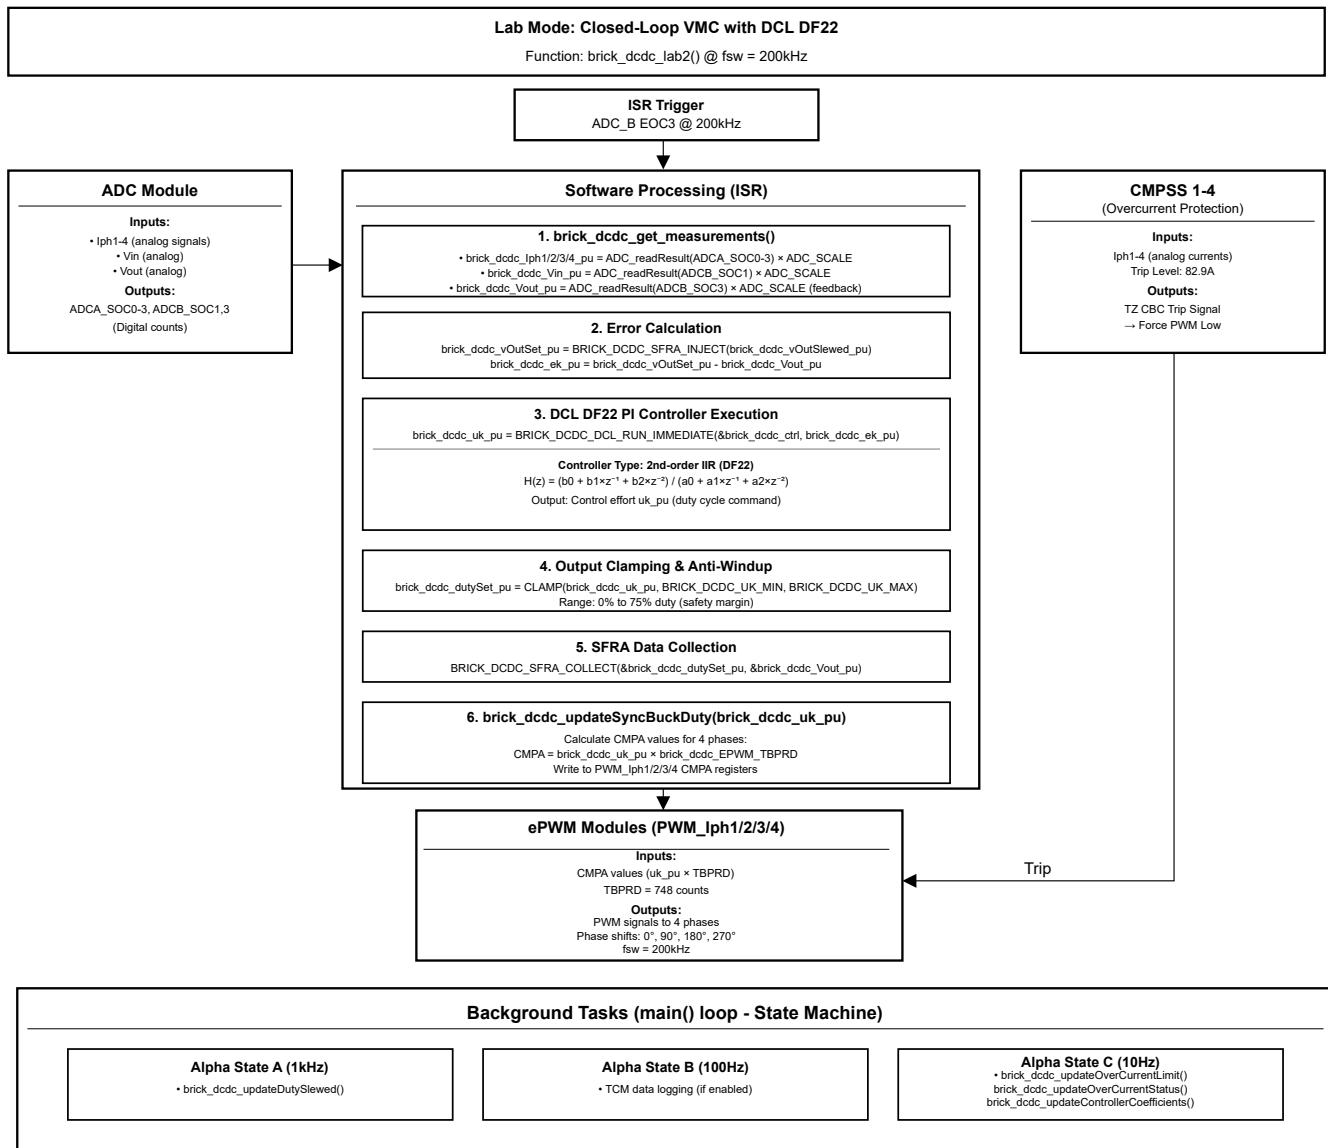 Lab Mode: Closed-Loop VMC with DCL DF22
Function: brick_dcdc_lab2() @ fsw = 200kHz
ISR Trigger
ADC_B EOC3 @ 200kHz
ADC Module
Inputs:
• Iph1-4 (analog signals)
• Vin (analog)
• Vout (analog)
Outputs:
ADCA_SOC0-3, ADCB_SOC1,3
(Digital counts)
Software Processing (ISR)
1. brick_dcdc_get_measurements()
• brick_dcdc_Iph1/2/3/4_pu = ADC_readResult(ADCA_SOC0-3) × ADC_SCALE
• brick_dcdc_Vin_pu = ADC_readResult(ADCB_SOC1) × ADC_SCALE
• brick_dcdc_Vout_pu = ADC_readResult(ADCB_SOC3) × ADC_SCALE (feedback)
2. Error Calculation
brick_dcdc_vOutSet_pu = BRICK_DCDC_SFRA_INJECT(brick_dcdc_vOutSlewed_pu)
brick_dcdc_ek_pu = brick_dcdc_vOutSet_pu - brick_dcdc_Vout_pu
3. DCL DF22 PI Controller Execution
brick_dcdc_uk_pu = BRICK_DCDC_DCL_RUN_IMMEDIATE(&brick_dcdc_ctrl, brick_dcdc_ek_pu)
Controller Type: 2nd-order IIR (DF22)
H(z) = (b0 + b1×z⁻¹ + b2×z⁻²) / (a0 + a1×z⁻¹ + a2×z⁻²)
Output: Control effort uk_pu (duty cycle command)
4. Output Clamping & Anti-Windup
brick_dcdc_dutySet_pu = CLAMP(brick_dcdc_uk_pu, BRICK_DCDC_UK_MIN, BRICK_DCDC_UK_MAX)
Range: 0% to 75% duty (safety margin)
5. SFRA Data Collection
BRICK_DCDC_SFRA_COLLECT(&brick_dcdc_dutySet_pu, &brick_dcdc_Vout_pu)
6. brick_dcdc_updateSyncBuckDuty(brick_dcdc_uk_pu)
Calculate CMPA values for 4 phases:
CMPA = brick_dcdc_uk_pu × brick_dcdc_EPWM_TBPRD
Write to PWM_Iph1/2/3/4 CMPA registers
CMPSS 1-4
(Overcurrent Protection)
Inputs:
Iph1-4 (analog currents)
Trip Level: 82.9A
Outputs:
TZ CBC Trip Signal
→ Force PWM Low
Trip
ePWM Modules (PWM_Iph1/2/3/4)
Inputs:
CMPA values (uk_pu × TBPRD)
TBPRD = 748 counts
Outputs:
PWM signals to 4 phases
Phase shifts: 0°, 90°, 180°, 270°
fsw = 200kHz
Background Tasks (main() loop - State Machine)
Alpha State A (1kHz)
• brick_dcdc_updateDutySlewed()
Alpha State B (100Hz)
• TCM data logging (if enabled)
Alpha State C (10Hz)
• brick_dcdc_updateOverCurrentLimit()
brick_dcdc_updateOverCurrentStatus()
brick_dcdc_updateControllerCoefficients()